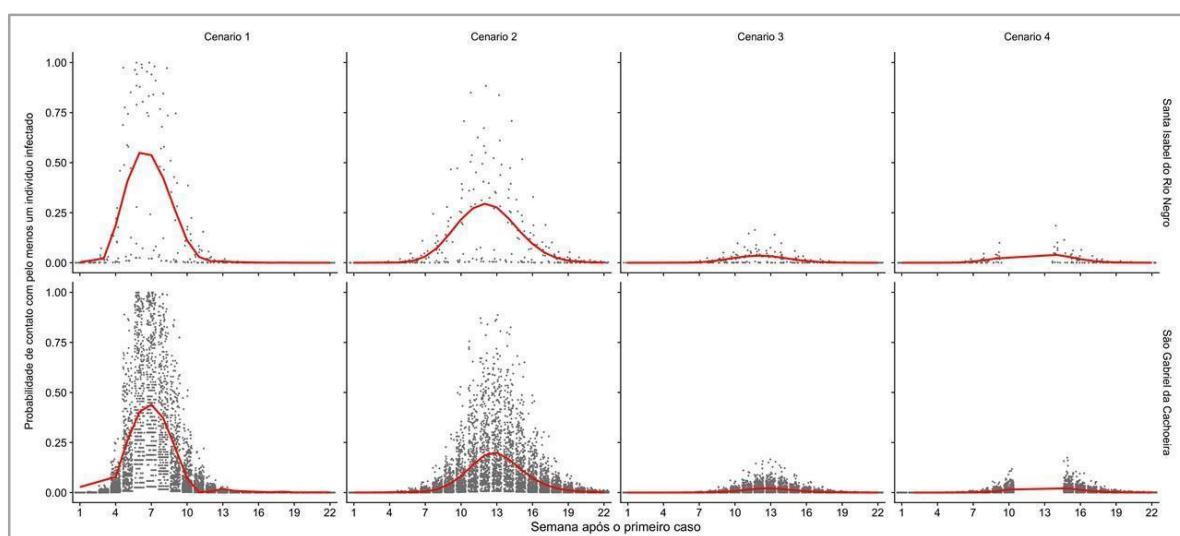 Cenario 1 Cenario 2 Cenario 3 Cenario 4
Probabilidade de contato com pelo menos um indivíduo infectado
1.00
0.75
0.50
0.25
0.00
Santa Isabel do Rio Negro
1.00
0.75
0.50
0.25
0.00
São Gabriel da Cachoeira
1 4 7 10 13 16 19 22 1 4 7 10 13 16 19 22 1 4 7 10 13 16 19 22 1 4 7 10 13 16 19 22
Semana após o primeiro caso